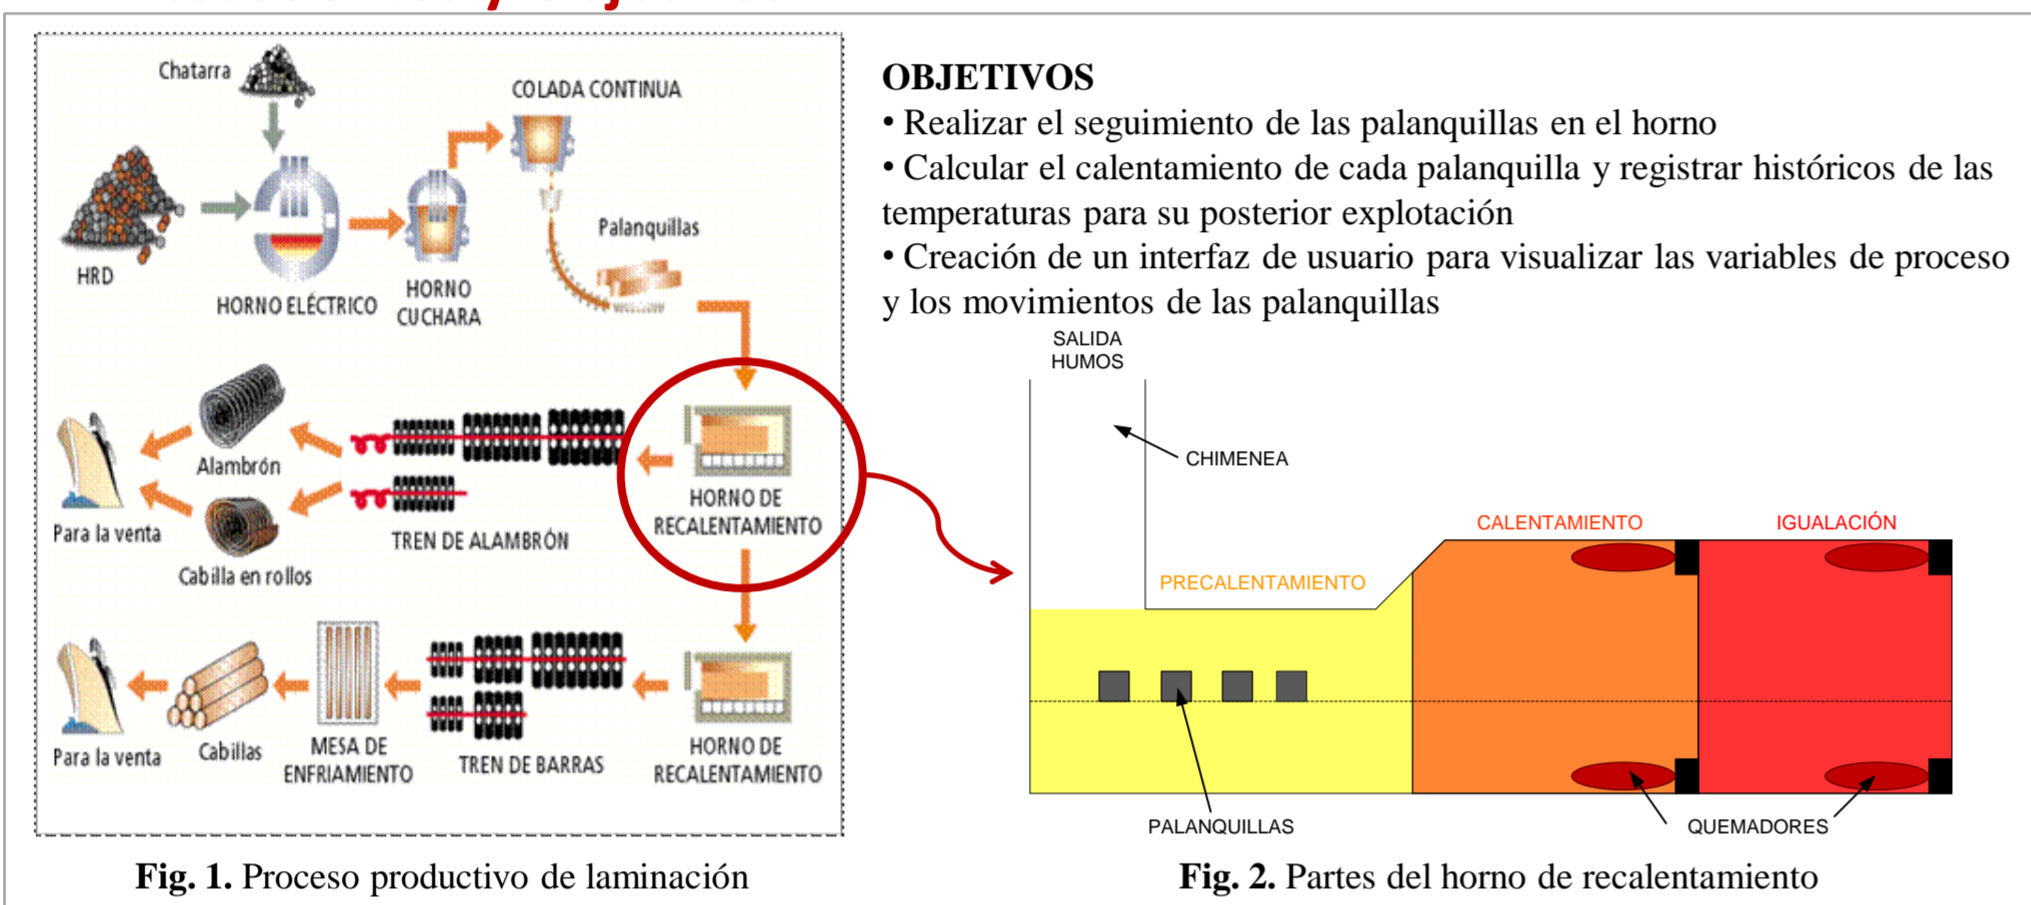 Chatarra
COLADA CONTINUA
HRD
HORNO ELÉCTRICO
HORNO
CUCHARA
Palanquillas
Alambrón
Para la venta
Cabilla en rollos
TREN DE ALAMBRÓN
HORNO DE
RECALENTAMIENTO
Para la venta
Cabillas
MESA DE
ENFRIAMIENTO
TREN DE BARRAS
HORNO DE
RECALENTAMIENTO
Fig. 1. Proceso productivo de laminación
OBJETIVOS
• Realizar el seguimiento de las palanquillas en el horno
• Calcular el calentamiento de cada palanquilla y registrar históricos de las
temperaturas para su posterior explotación
• Creación de un interfaz de usuario para visualizar las variables de proceso
y los movimientos de las palanquillas
SALIDA
HUMOS
CHIMENEA
PRECALENTAMIENTO
CALENTAMIENTO
IGUALACIÓN
PALANQUILLAS
QUEMADORES
Fig. 2. Partes del horno de recalentamiento